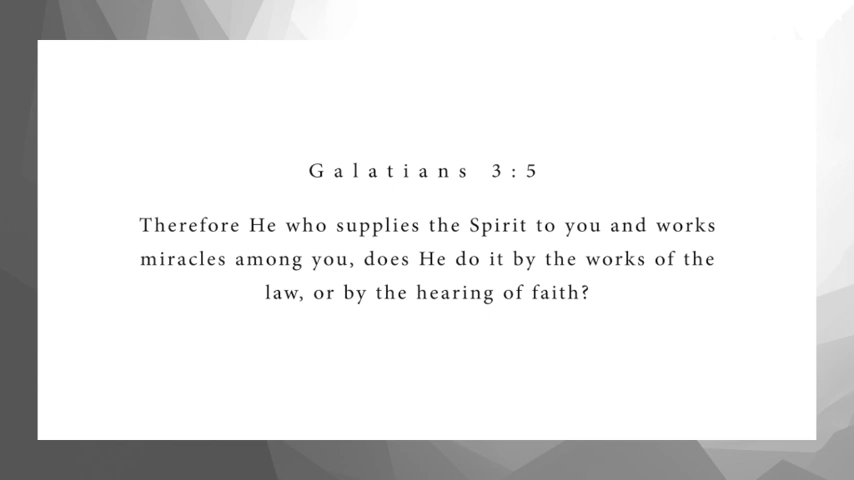 Galatians 3:5
Therefore He who supplies the Spirit to you and works
miracles among you, does He do it by the works of the
law, or by the hearing of faith?